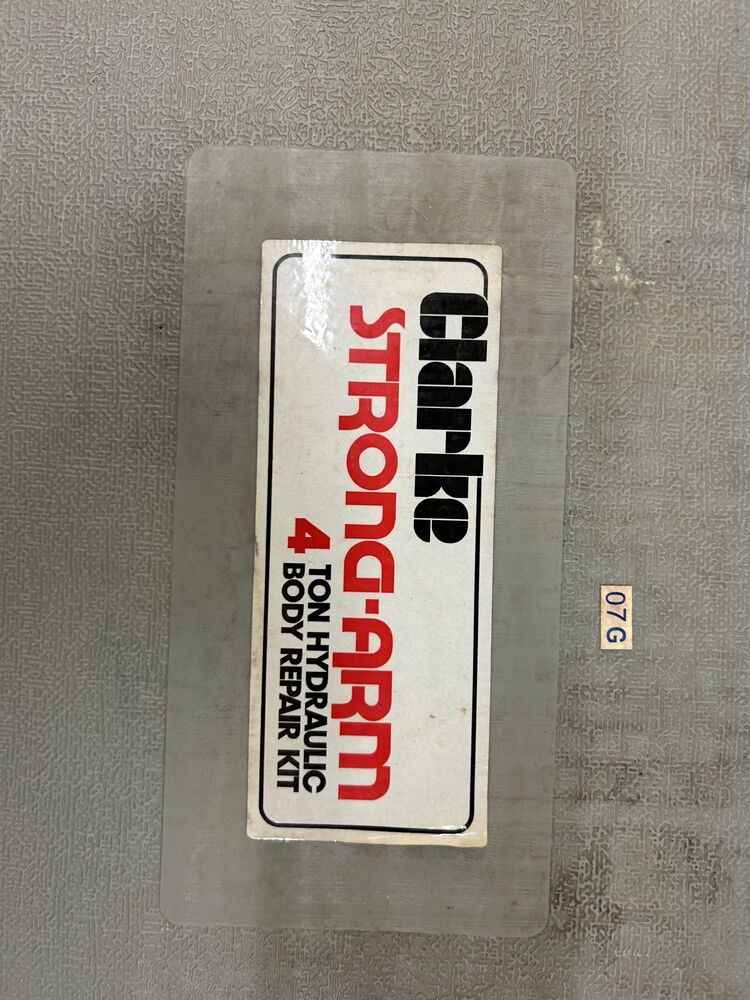 07G
Clarke
STRONG-ARM
4 TON HYDRAULIC
BODY REPAIR KIT